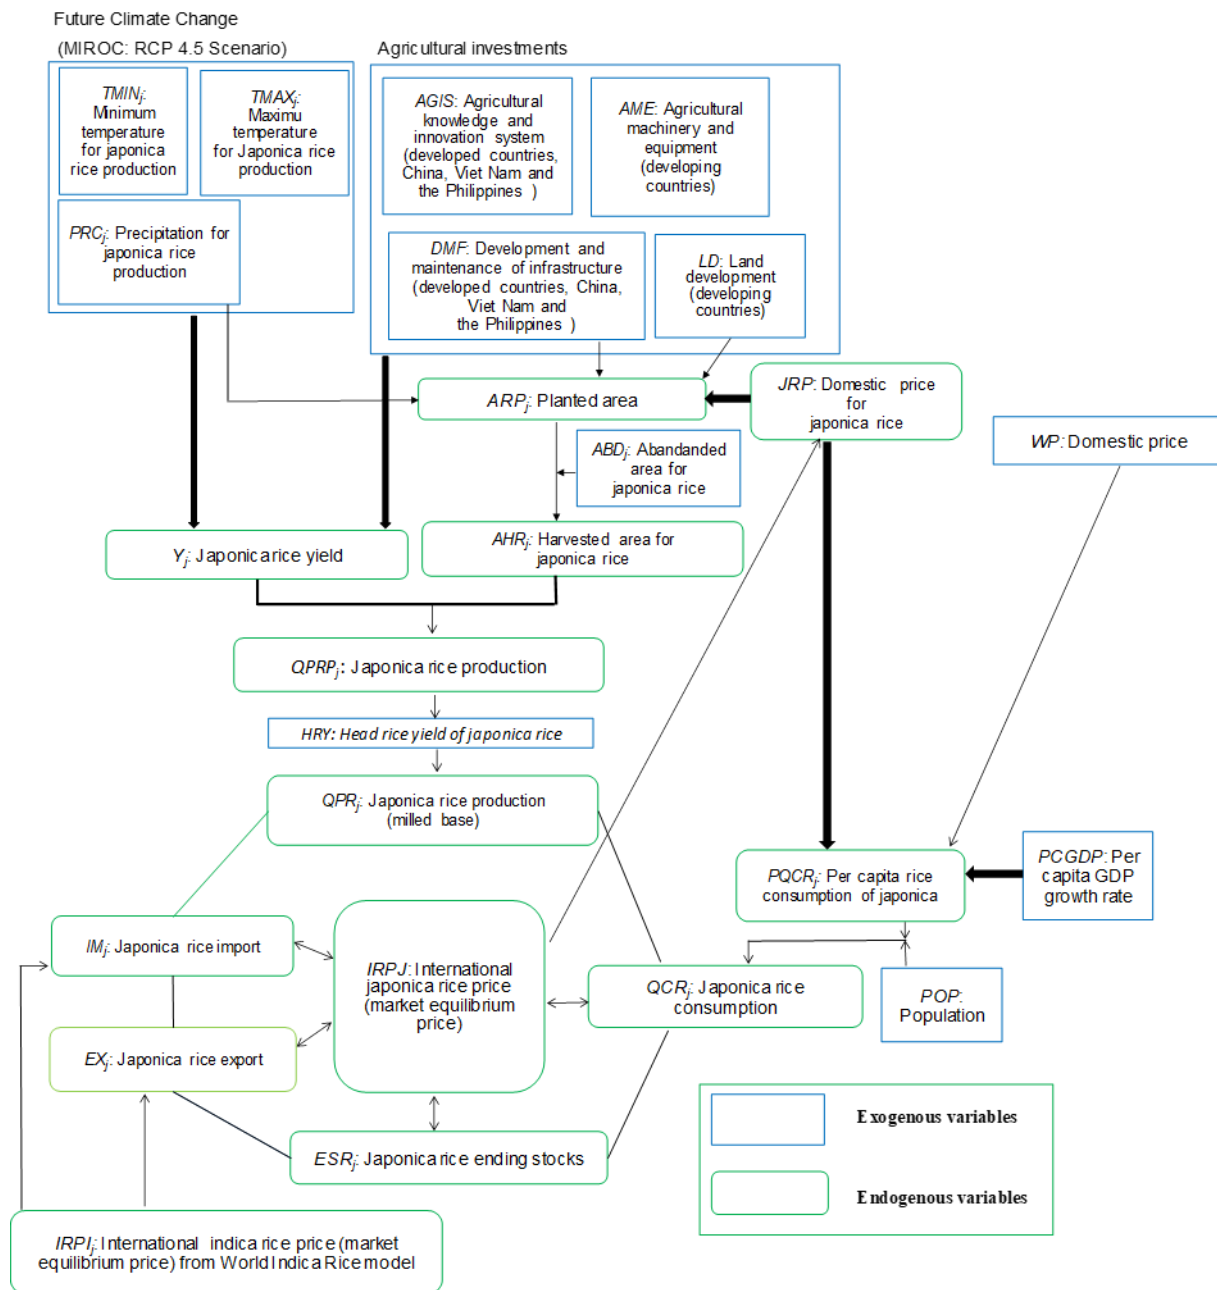 Future Climate Change
(MIROC: RCP 4.5 Scenario)
Agricultural investments
TMINj:
Minimum
temperature
for japonica
rice production
TMAXj:
Maximu
temperature
for Japonica rice
production
AGIS: Agricultural
knowledge and
innovation system
(developed countries,
China, Viet Nam and
the Philippines )
AME: Agricultural
machinery and
equipment
(developing
countries)
PRCj: Precipitation for
japonica rice
production
DMF: Development and
maintenance of infrastructure
(developed countries, China,
Viet Nam and
the Philippines )
LD: Land
development
(developing
countries)
ARPj: Planted area
JRP: Domestic price
for
japonica rice
WP: Domestic price
ABDj: Abandanded
area for
japonica rice
Yj: Japonica rice yield
AHRj: Harvested area for
japonica rice
QPRPj: Japonica rice production
HRY: Head rice yield of japonica rice
QPRj: Japonica rice production
(milled base)
PQCRj: Per capita rice
consumption of japonica
PCGDP: Per
capita GDP
growth rate
IMj: Japonica rice import
IRPJ: International
japonica rice price
(market equilibrium
price)
QCRj: Japonica rice
consumption
POP:
Population
EXj: Japonica rice export
ESRj: Japonica rice ending stocks
Exogenous variables
Endogenous variables
IRPIj: International indica rice price (market
equilibrium price) from World Indica Rice model